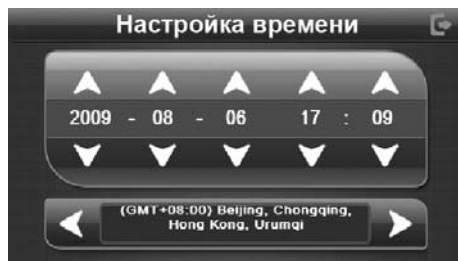 Настройка времени
2009 - 08 - 06 17 : 09
(GMT+08:00) Beijing, Chongqing,
Hong Kong, Urumqi